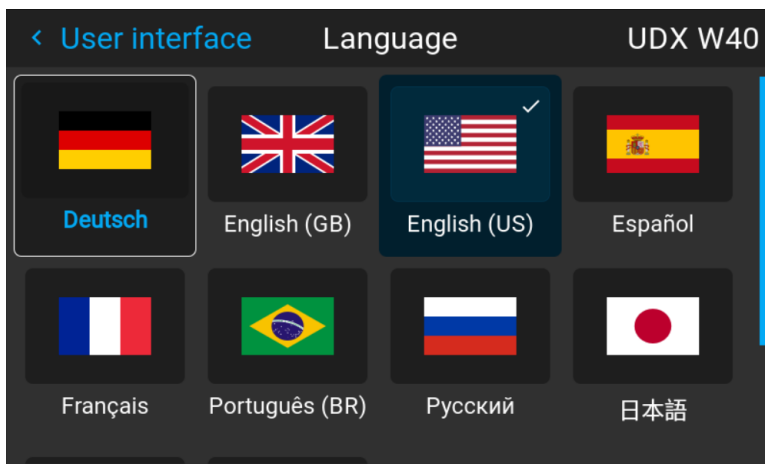 User interface Language UDX W40
Deutsch English (GB) English (US) Español
Français Português (BR) Русский 日本語